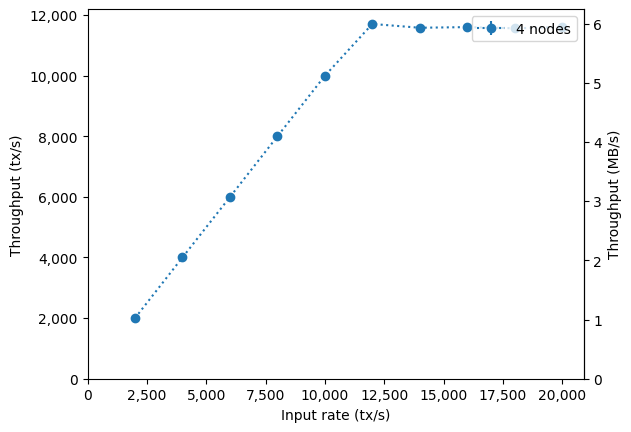 12,000
10,000
8,000
6,000
4,000
2,000
0
Throughput (tx/s)
4 nodes
6
5
4
3
2
1
0
Throughput (MB/s)
0 2,500 5,000 7,500 10,000 12,500 15,000 17,500 20,000
Input rate (tx/s)